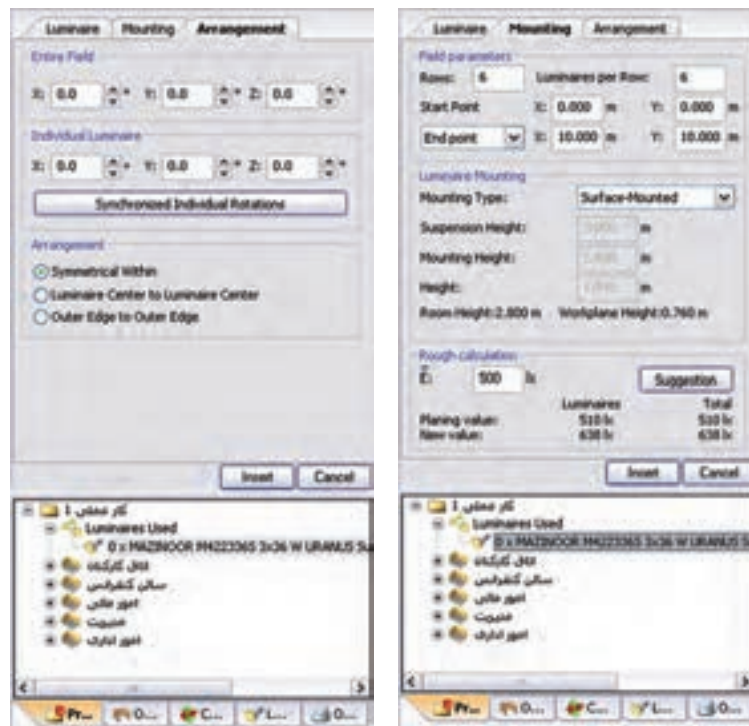 Luminaire Mounting Arrangement
Entire Field
X: 0.0 ° Y: 0.0 ° Z: 0.0 °
Individual Luminaire
X: 0.0 ° Y: 0.0 ° Z: 0.0 °
Synchronized Individual Rotations
Arrangement
Symmetrical Within
Luminaire Center to Luminaire Center
Outer Edge to Outer Edge
Insert Cancel
کار عملی 1
Luminaires Used
0 x MAZINOOR M422336S 3x36 W URANUS Su
اتاق کارکنان
سالن کنفرانس
امور مالی
مدیریت
امور اداری
Pr... O... C... L... O...
Luminaire Mounting Arrangement
Field parameters
Rows: 6 Luminaires per Row: 6
Start Point X: 0.000 m Y: 0.000 m
End point X: 10.000 m Y: 10.000 m
Luminaire Mounting
Mounting Type: Surface-Mounted
Suspension Height: m
Mounting Height: m
Height: m
Room Height: 2.800 m Workplane Height: 0.760 m
Rough calculation
E: 500 lx Suggestion
Luminaires Total
Planing value: 510 lx 510 lx
New value: 638 lx 638 lx
Insert Cancel
کار عملی 1
Luminaires Used
0 x MAZINOOR M422336S 3x36 W URANUS S
اتاق کارکنان
سالن کنفرانس
امور مالی
مدیریت
امور اداری
Pr... O... C... L... O...